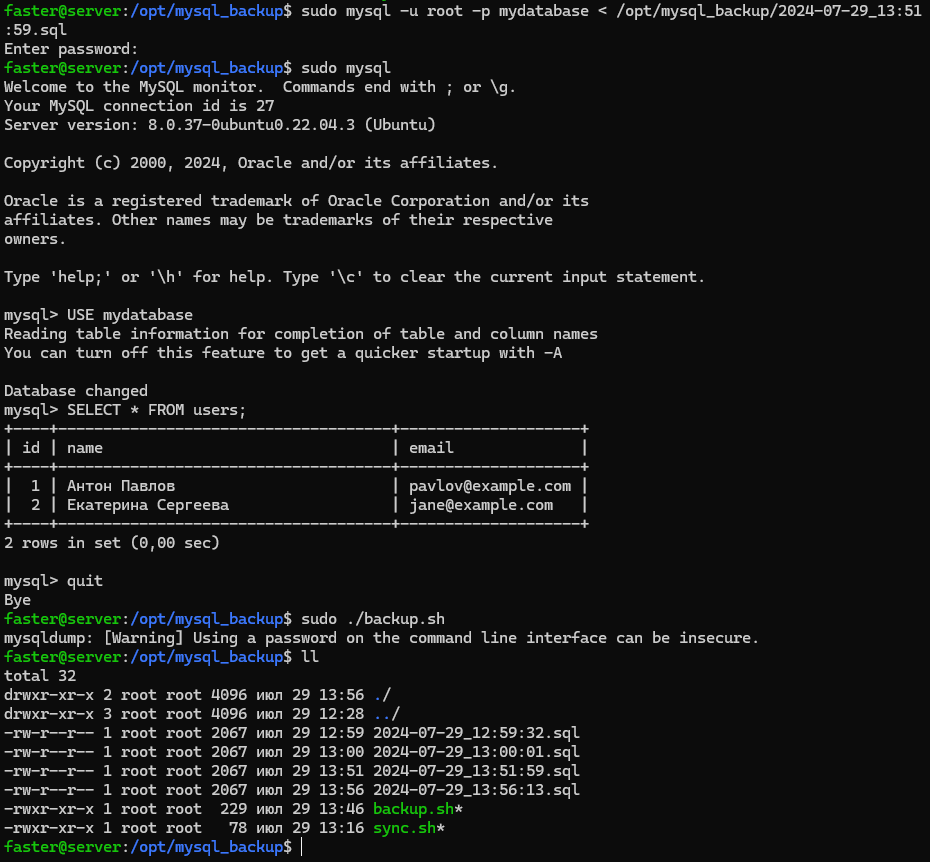 faster@server:/opt/mysql_backup$ sudo mysql -u root -p mydatabase < /opt/mysql_backup/2024-07-29_13:51
:59.sql
Enter password:
faster@server:/opt/mysql_backup$ sudo mysql
Welcome to the MySQL monitor.  Commands end with ; or \g.
Your MySQL connection id is 27
Server version: 8.0.37-0ubuntu0.22.04.3 (Ubuntu)

Copyright (c) 2000, 2024, Oracle and/or its affiliates.

Oracle is a registered trademark of Oracle Corporation and/or its
affiliates. Other names may be trademarks of their respective
owners.

Type 'help;' or '\h' for help. Type '\c' to clear the current input statement.

mysql> USE mydatabase
Reading table information for completion of table and column names
You can turn off this feature to get a quicker startup with -A

Database changed
mysql> SELECT * FROM users;
+----+-------------------------------------+--------------------+
| id | name                                | email              |
+----+-------------------------------------+--------------------+
|  1 | Антон Павлов                        | pavlov@example.com |
|  2 | Екатерина Сергеева                  | jane@example.com   |
+----+-------------------------------------+--------------------+
2 rows in set (0,00 sec)

mysql> quit
Bye
faster@server:/opt/mysql_backup$ sudo ./backup.sh
mysqldump: [Warning] Using a password on the command line interface can be insecure.
faster@server:/opt/mysql_backup$ ll
total 32
drwxr-xr-x 2 root root 4096 июл 29 13:56 ./
drwxr-xr-x 3 root root 4096 июл 29 12:28 ../
-rw-r--r-- 1 root root 2067 июл 29 12:59 2024-07-29_12:59:32.sql
-rw-r--r-- 1 root root 2067 июл 29 13:00 2024-07-29_13:00:01.sql
-rw-r--r-- 1 root root 2067 июл 29 13:51 2024-07-29_13:51:59.sql
-rw-r--r-- 1 root root 2067 июл 29 13:56 2024-07-29_13:56:13.sql
-rwxr-xr-x 1 root root  229 июл 29 13:46 backup.sh*
-rwxr-xr-x 1 root root   78 июл 29 13:16 sync.sh*
faster@server:/opt/mysql_backup$